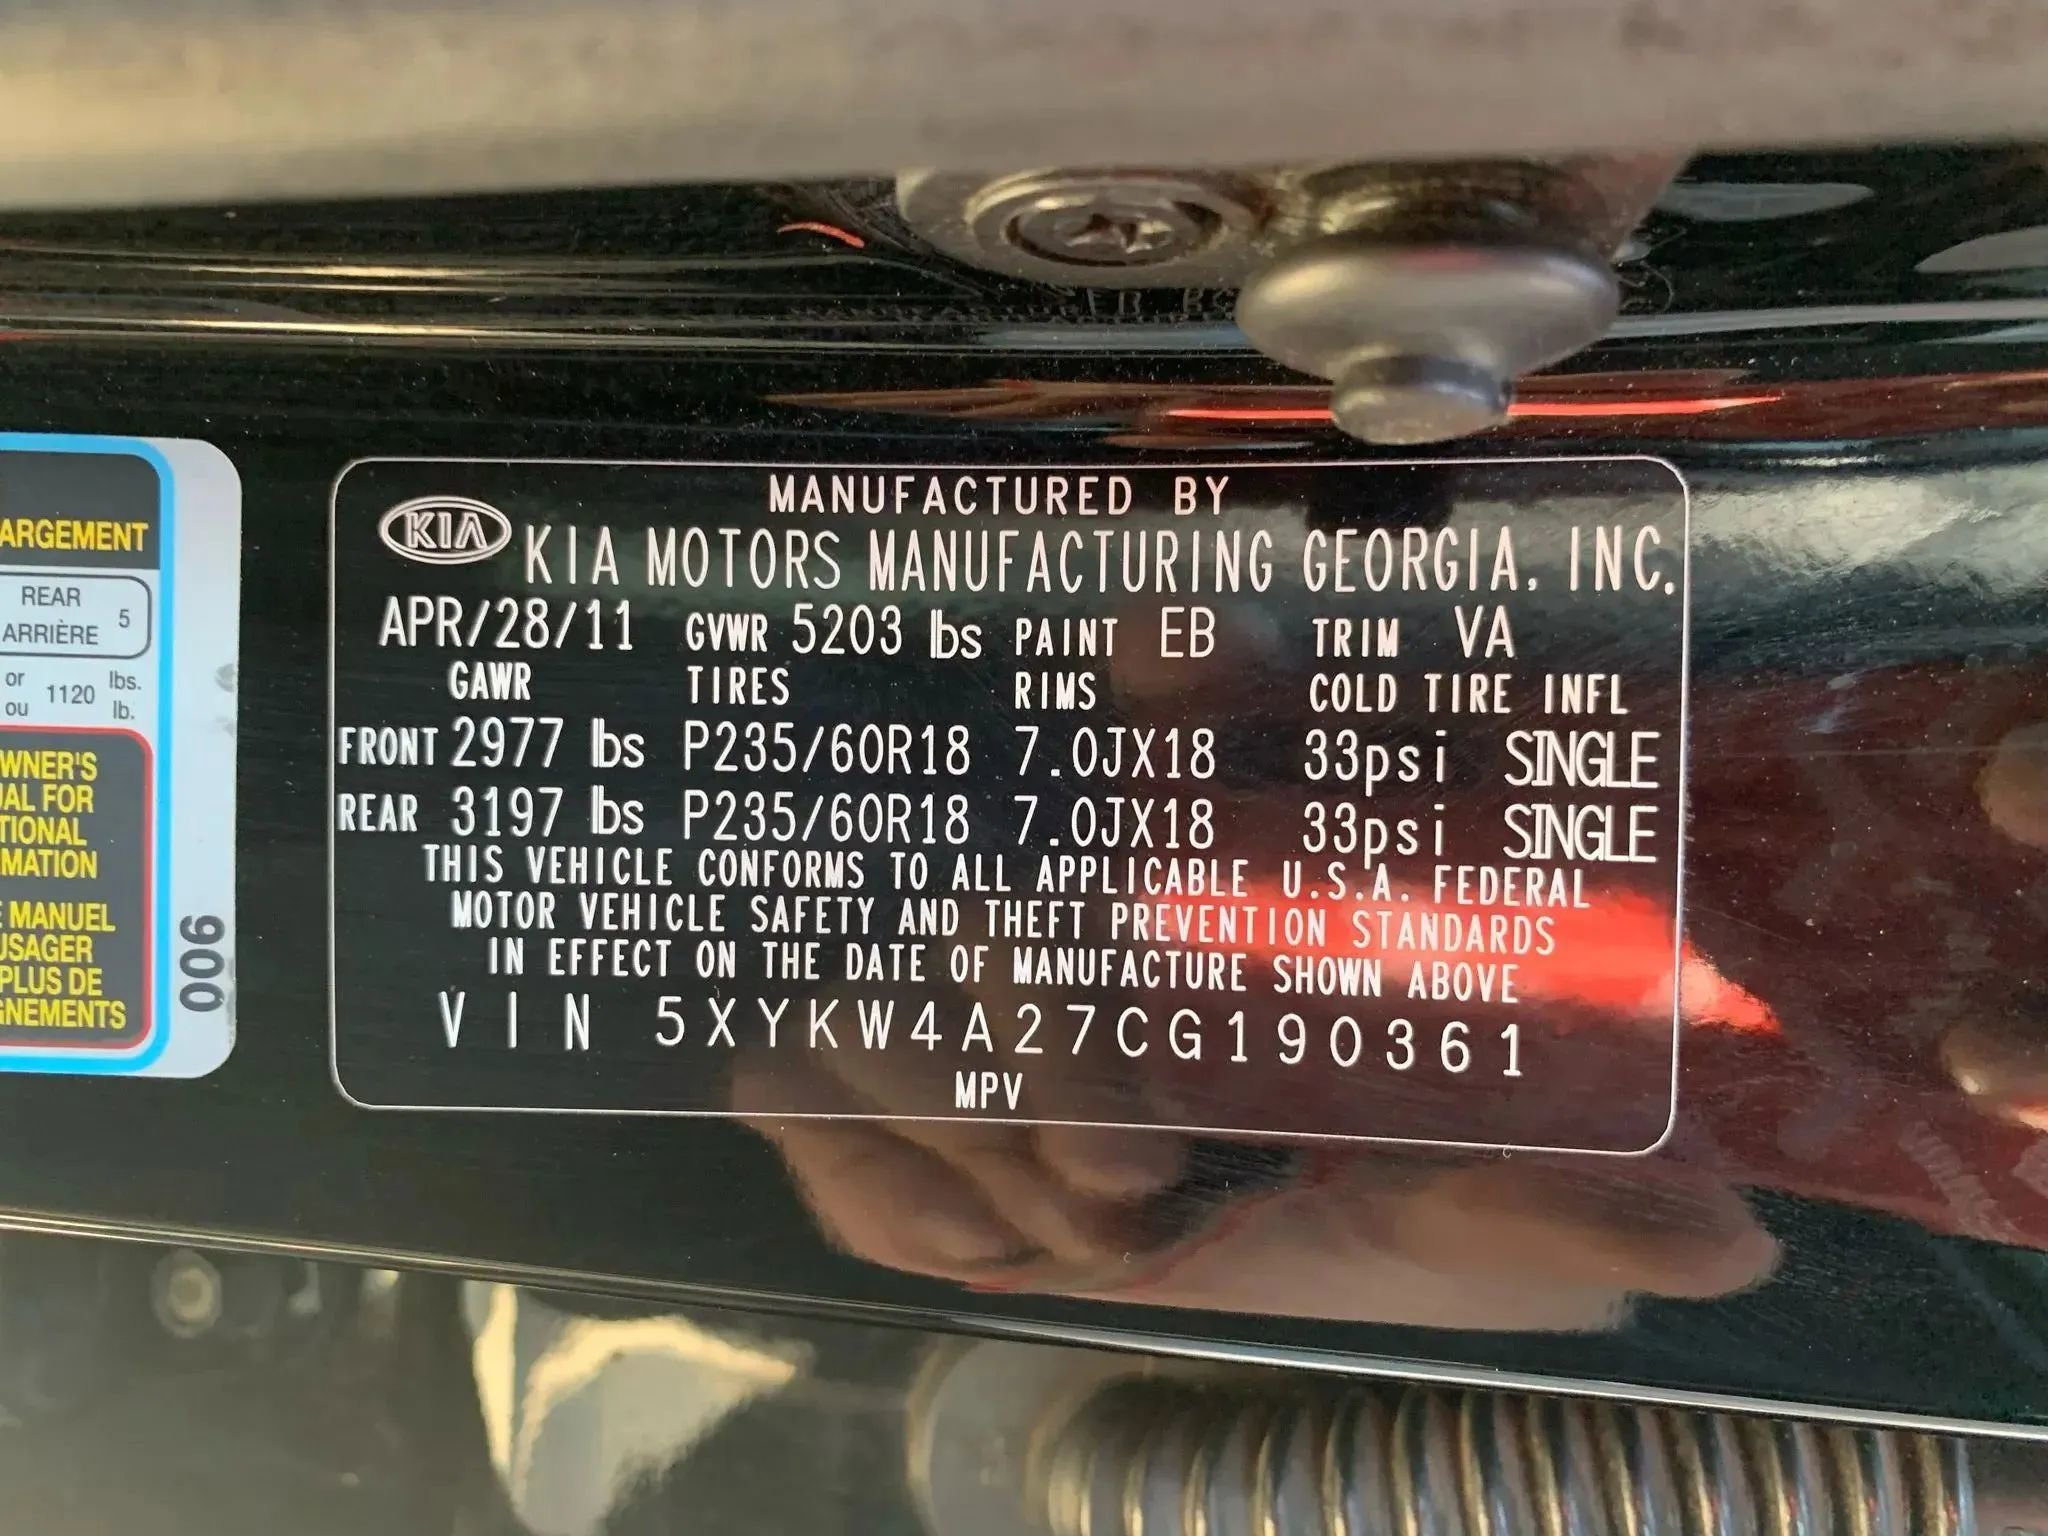 ARGEMENT
REAR
ARRIÈRE 5
or
ou 1120 lbs.
lb.
WNER'S
UAL FOR
TIONAL
MATION
E MANUEL
USAGER
PLUS DE
GNEMENTS
006
MANUFACTURED BY
KIA KIA MOTORS MANUFACTURING GEORGIA, INC.
APR/28/11 GVWR 5203 lbs PAINT EB TRIM VA
GAWR TIRES RIMS COLD TIRE INFL
FRONT 2977 lbs P235/60R18 7.0JX18 33psi SINGLE
REAR 3197 lbs P235/60R18 7.0JX18 33psi SINGLE
THIS VEHICLE CONFORMS TO ALL APPLICABLE U.S.A. FEDERAL
MOTOR VEHICLE SAFETY AND THEFT PREVENTION STANDARDS
IN EFFECT ON THE DATE OF MANUFACTURE SHOWN ABOVE
VIN 5XYKW4A27CG190361
MPV